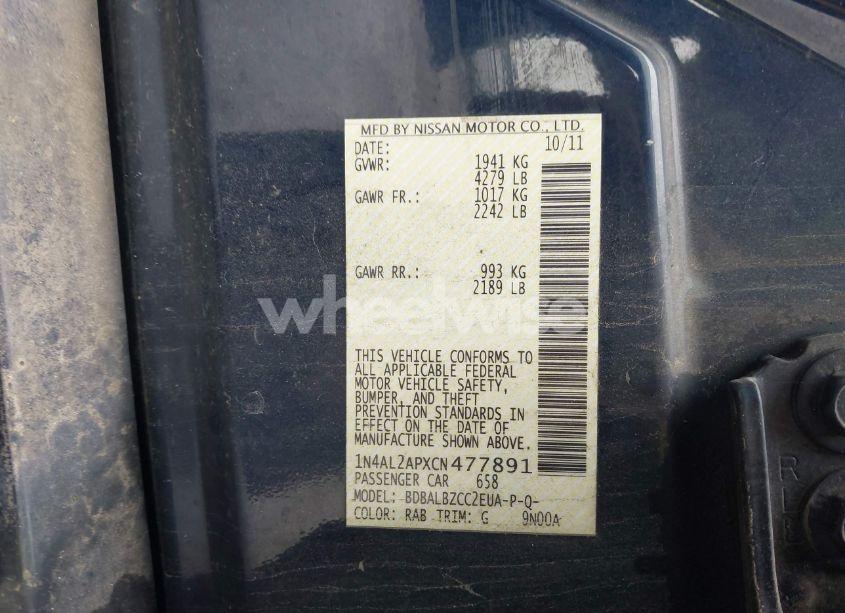 MFD BY NISSAN MOTOR CO., LTD.
DATE: 10/11
GVWR: 1941 KG
4279 LB
GAWR FR.: 1017 KG
2242 LB
GAWR RR.: 993 KG
2189 LB
wheelwise
THIS VEHICLE CONFORMS TO
ALL APPLICABLE FEDERAL
MOTOR VEHICLE SAFETY,
BUMPER, AND THEFT
PREVENTION STANDARDS IN
EFFECT ON THE DATE OF
MANUFACTURE SHOWN ABOVE.
1N4AL2APXCN477891
PASSENGER CAR 658
MODEL: BDBALBZCC2EUA-P-Q-
COLOR: RAB TRIM: G 9N00A